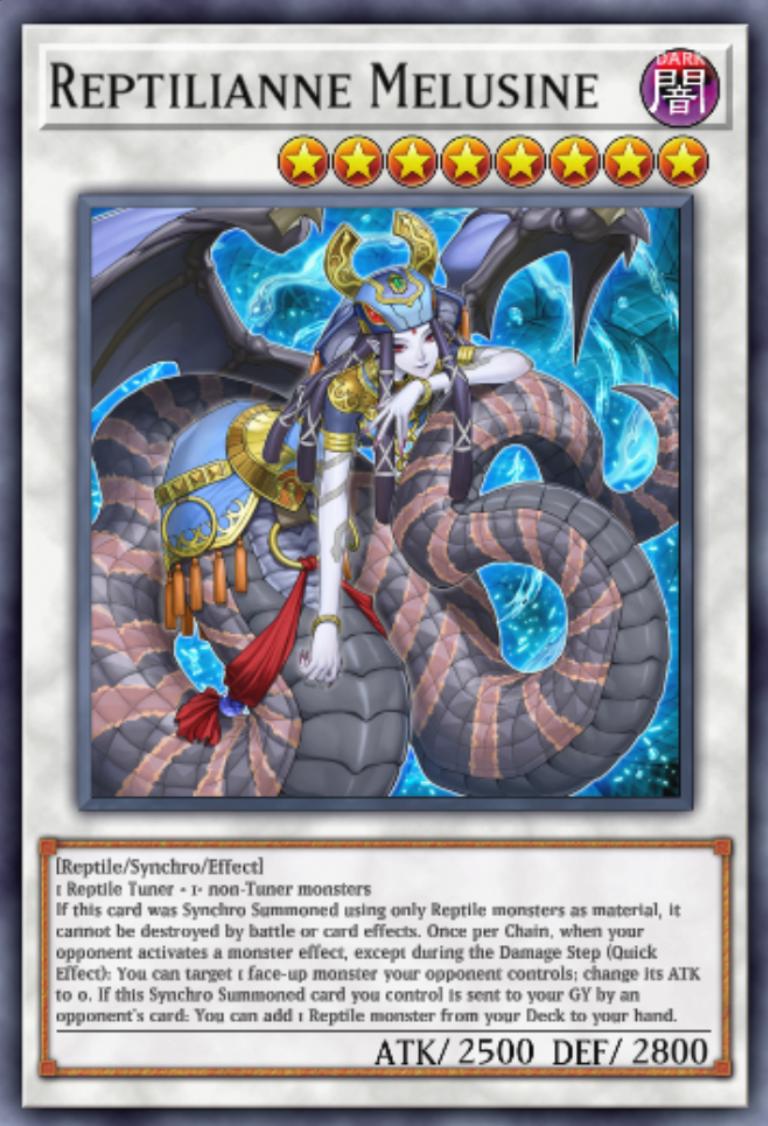 REPTILIANNE MELUSINE
DARK
闇
[Reptile/Synchro/Effect]
1 Reptile Tuner + 1+ non-Tuner monsters
If this card was Synchro Summoned using only Reptile monsters as material, it
cannot be destroyed by battle or card effects. Once per Chain, when your
opponent activates a monster effect, except during the Damage Step (Quick
Effect): You can target 1 face-up monster your opponent controls; change its ATK
to 0. If this Synchro Summoned card you control is sent to your GY by an
opponent's card: You can add 1 Reptile monster from your Deck to your hand.
ATK/ 2500 DEF/ 2800